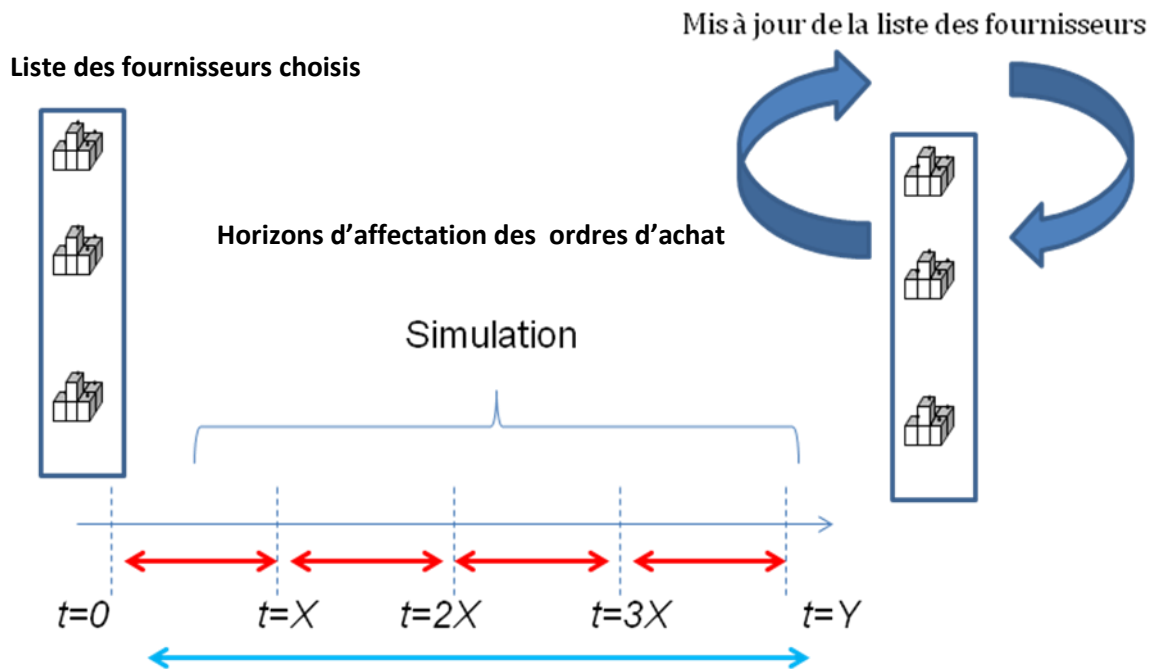 Mis à jour de la liste des fournisseurs
Liste des fournisseurs choisis
Horizons d’affectation des ordres d’achat
Simulation
t=0 t=X t=2X t=3X t=Y